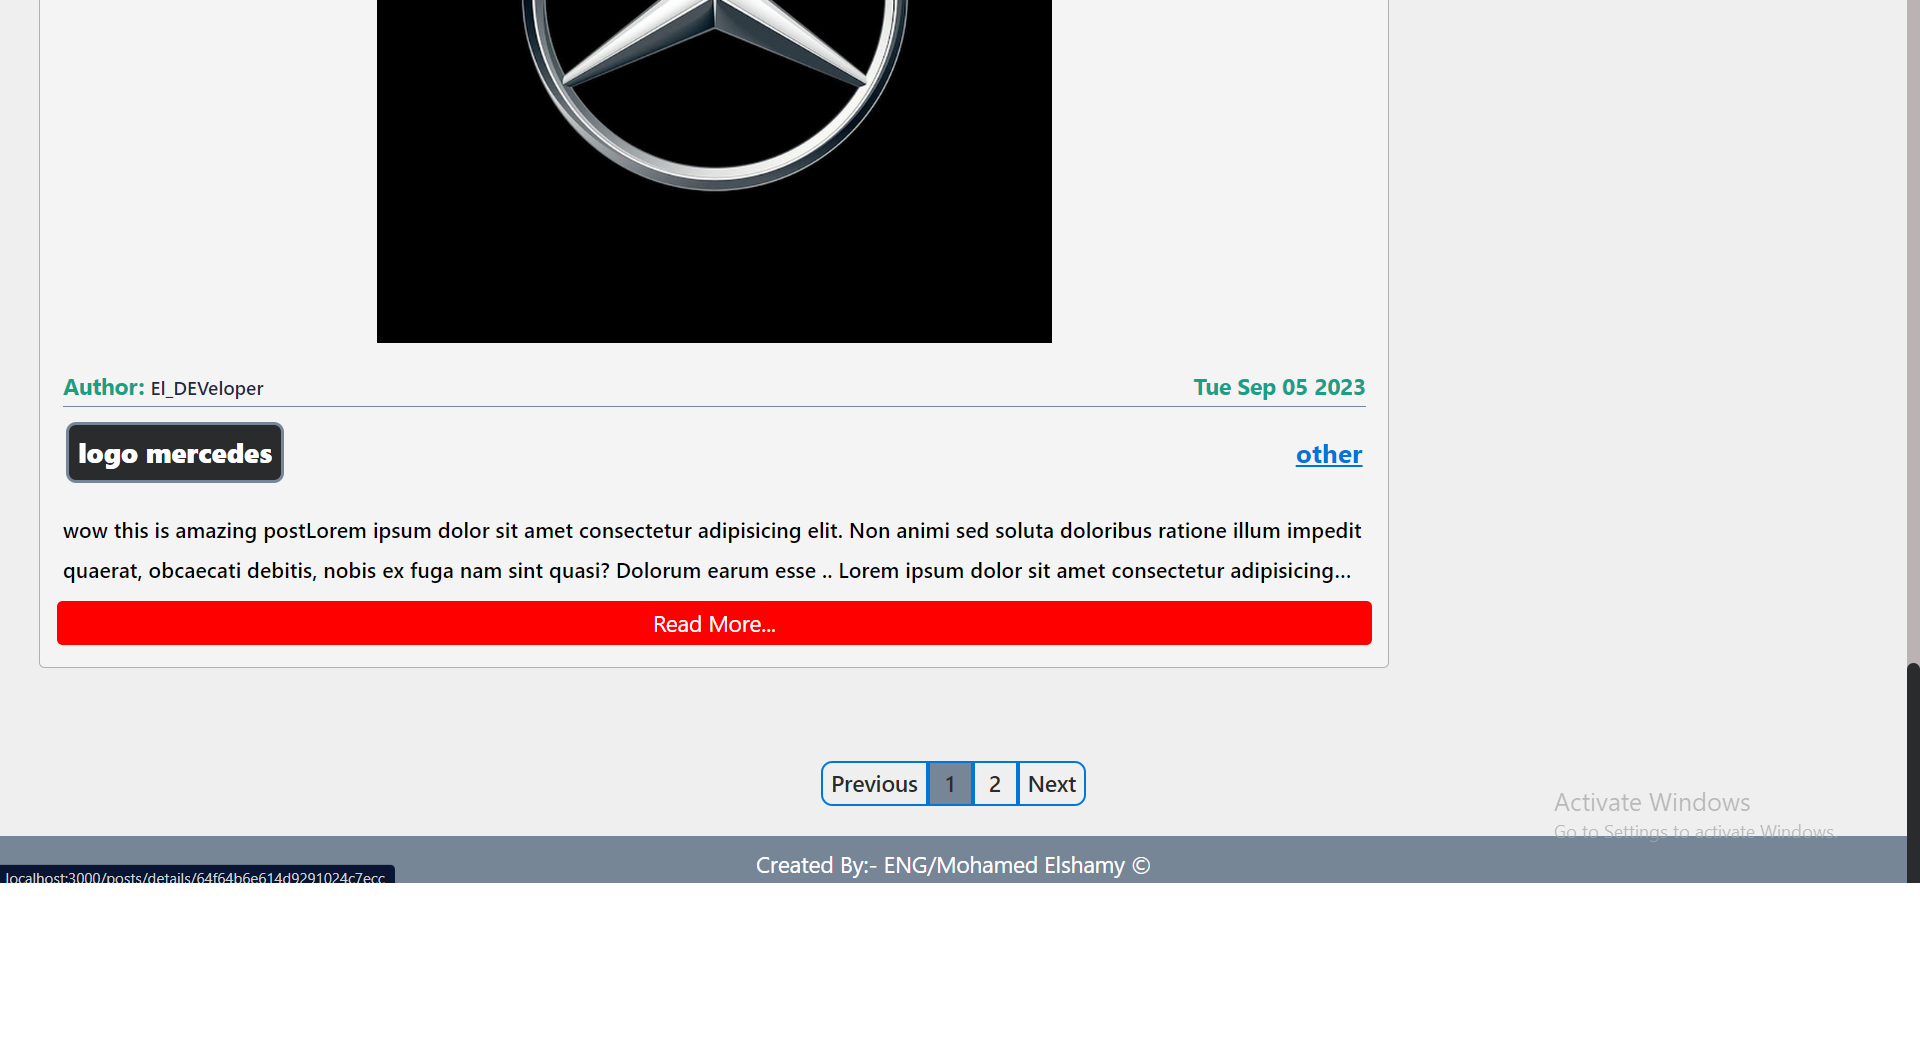 Author: El_DEVeloper Tue Sep 05 2023
logo mercedes other
wow this is amazing postLorem ipsum dolor sit amet consectetur adipisicing elit. Non animi sed soluta doloribus ratione illum impedit
quaerat, obcaecati debitis, nobis ex fuga nam sint quasi? Dolorum earum esse .. Lorem ipsum dolor sit amet consectetur adipisicing...
Read More...
Previous 1 2 Next
Activate Windows
Go to Settings to activate Windows.
Created By:- ENG/Mohamed Elshamy ©
localhost:3000/posts/details/64f64b6e614d9291024c7ecc